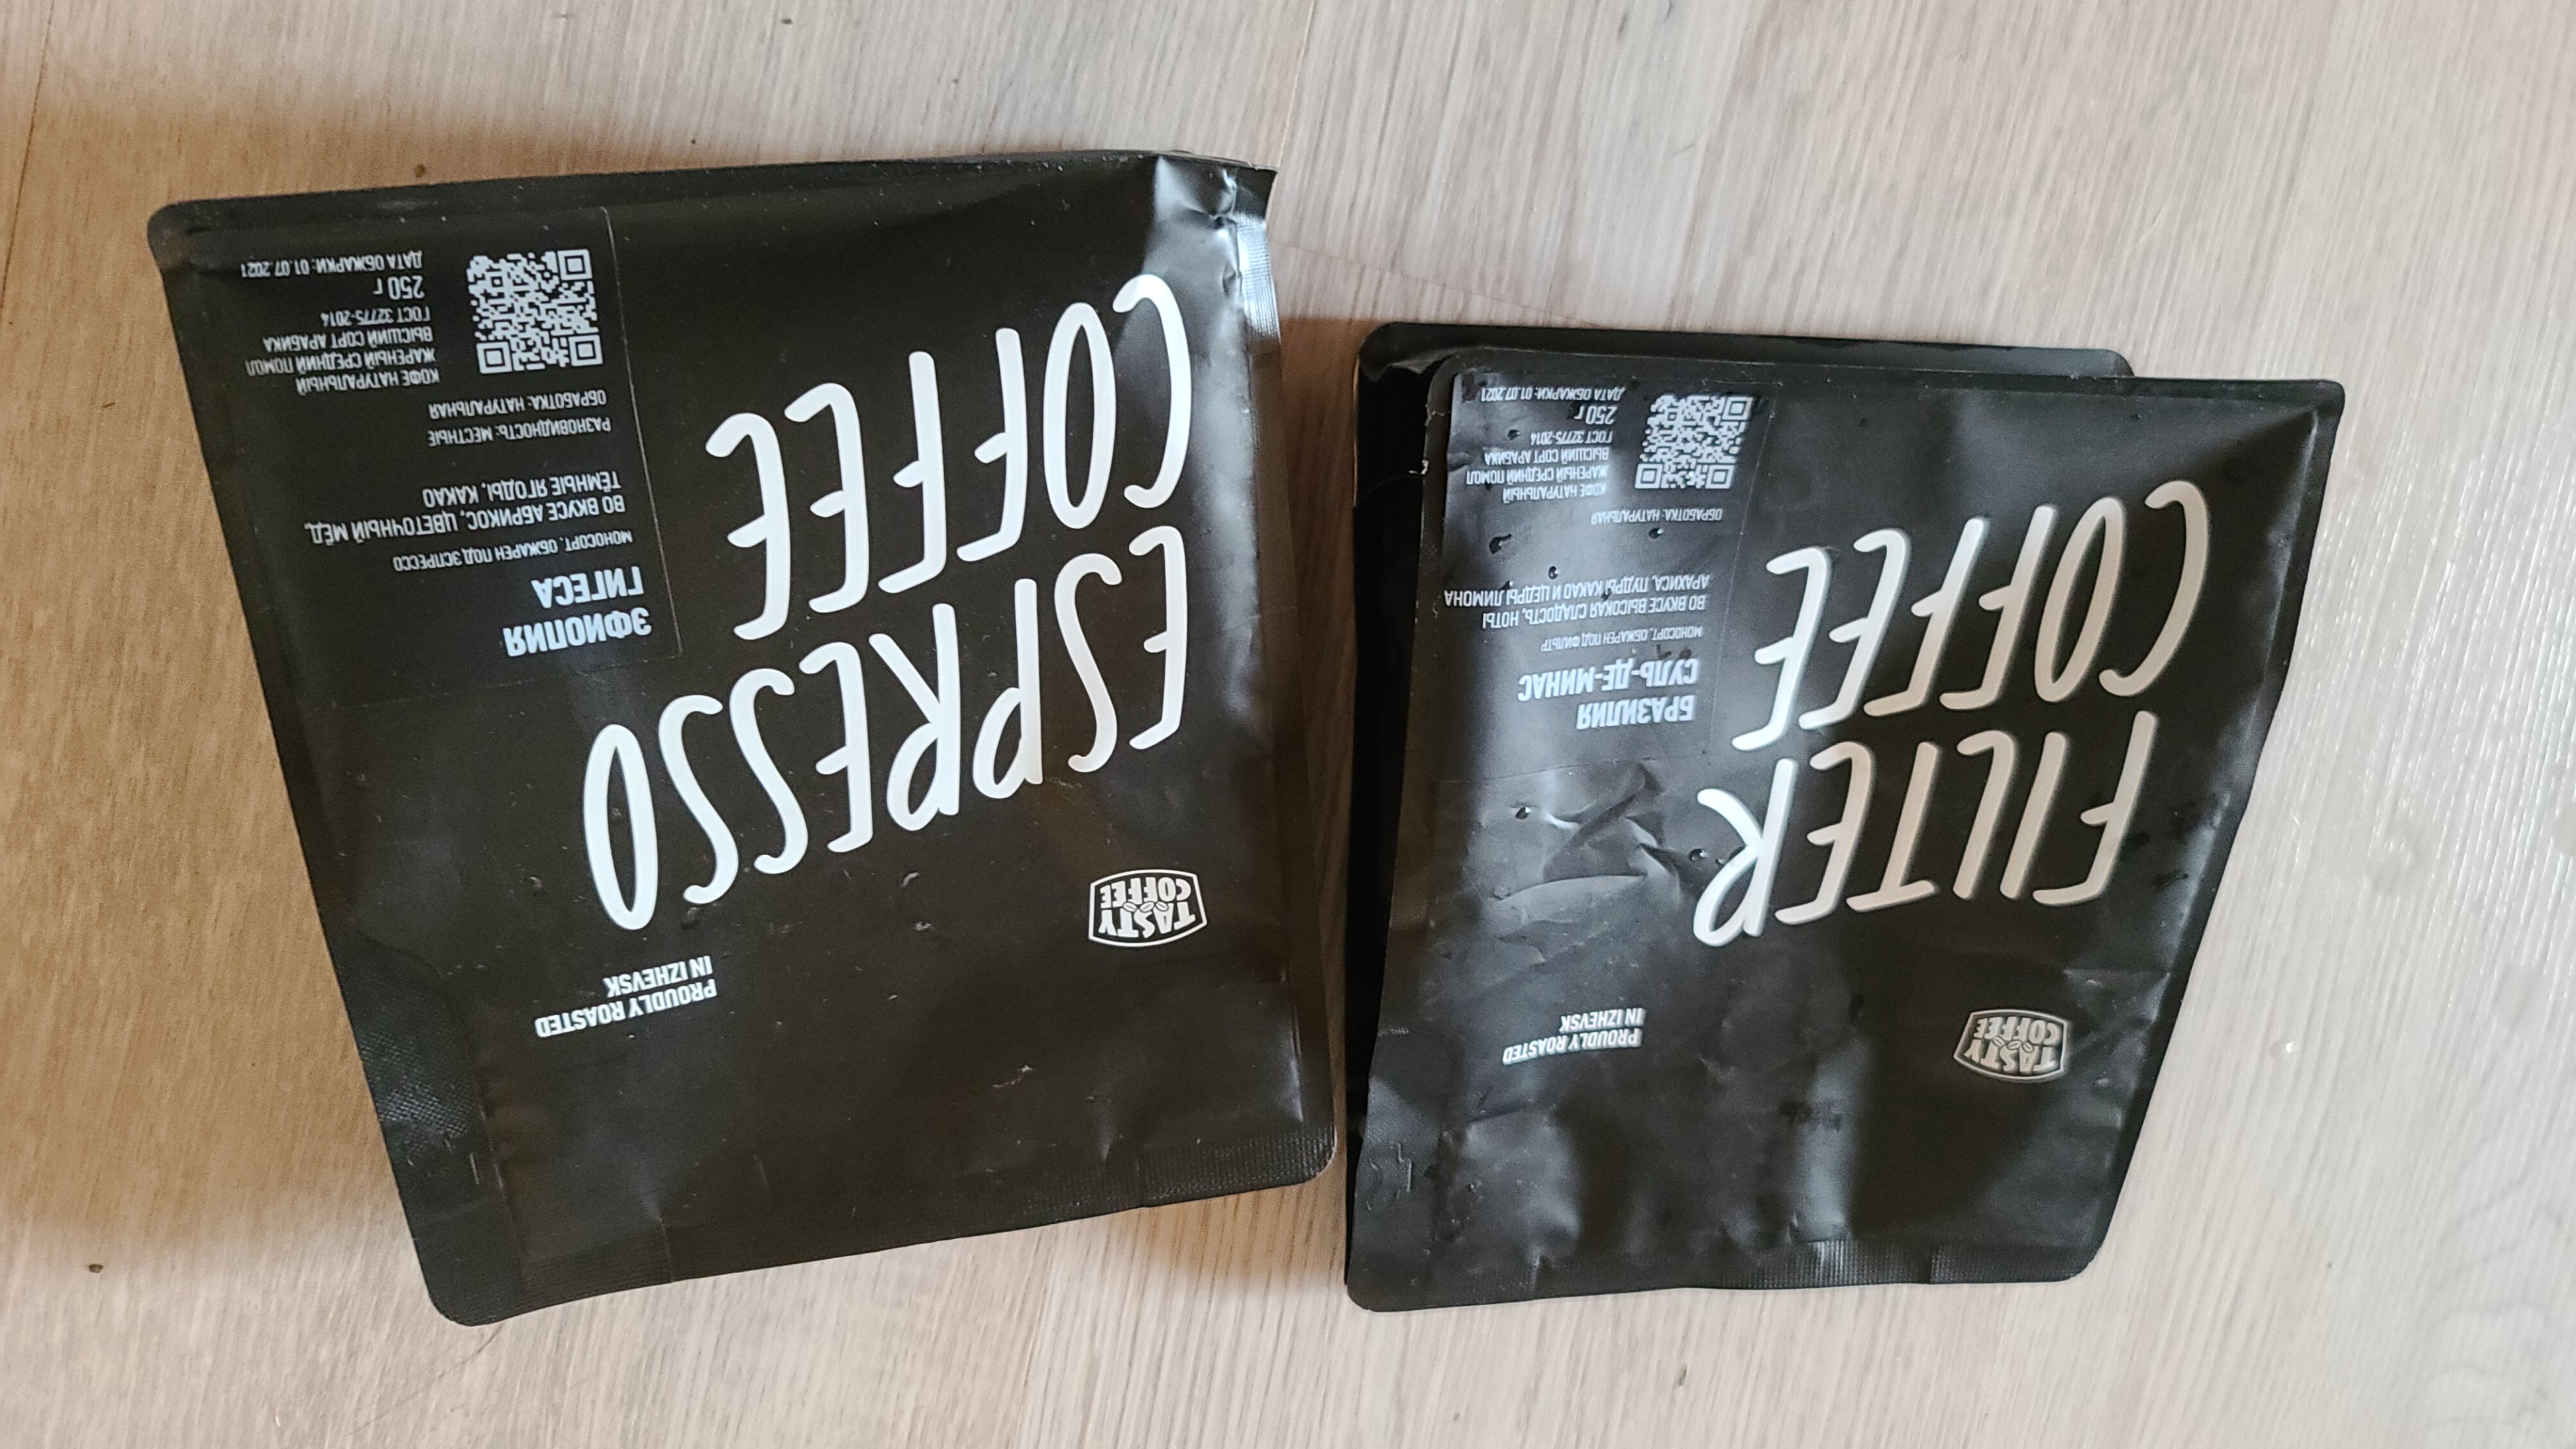 TASTY
COFFEE
PROUDLY ROASTED
IN IZHEVSK
ESPRESSO
COFFEE
ЭФИОПИЯ
ГИГЕСА
МОНОСОРТ, ОБЖАРЕН ПОД ЭСПРЕССО
ВО ВКУСЕ АБРИКОС, ЦВЕТОЧНЫЙ МЁД,
ТЁМНЫЕ ЯГОДЫ, КАКАО
РАЗНОВИДНОСТЬ: МЕСТНЫЕ
ОБРАБОТКА: НАТУРАЛЬНАЯ
КОФЕ НАТУРАЛЬНЫЙ
ЖАРЕНЫЙ СРЕДНИЙ ПОМОЛ
ВЫСШИЙ СОРТ АРАБИКА
ГОСТ 32775-2014
250 г
ДАТА ОБЖАРКИ: 01.07.2021
TASTY
COFFEE
PROUDLY ROASTED
IN IZHEVSK
FILTER
COFFEE
БРАЗИЛИЯ
СУЛЬ-ДЕ-МИНАС
МОНОСОРТ, ОБЖАРЕН ПОД ФИЛЬТР
ВО ВКУСЕ ВЫСОКАЯ СЛАДОСТЬ, НОТЫ
АРАХИСА, ПУДРЫ КАКАО И ЦЕДРЫ ЛИМОНА
ОБРАБОТКА: НАТУРАЛЬНАЯ
КОФЕ НАТУРАЛЬНЫЙ
ЖАРЕНЫЙ СРЕДНИЙ ПОМОЛ
ВЫСШИЙ СОРТ АРАБИКА
ГОСТ 32775-2014
250 г
ДАТА ОБЖАРКИ: 01.07.2021